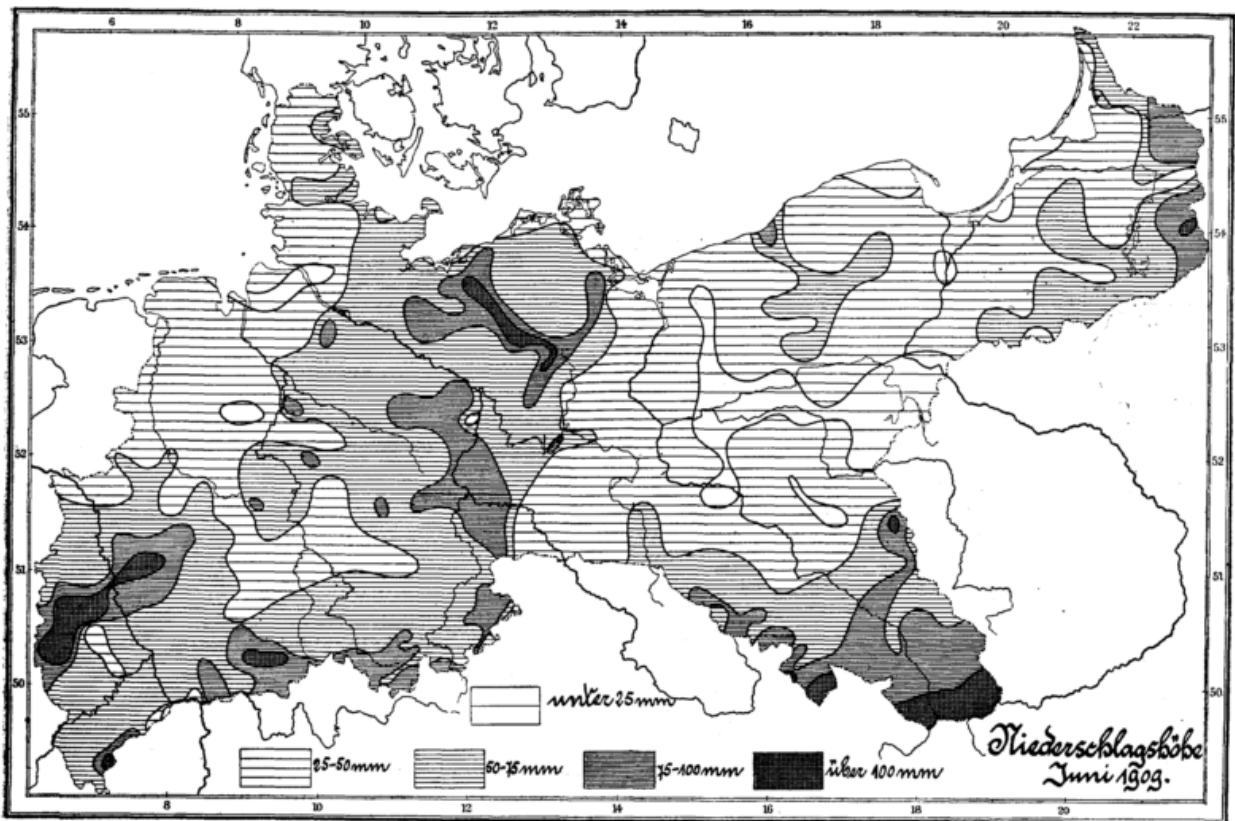 6 8 10 12 14 16 18 20 22
55 55
54 54
53 53
52 52
51 51
50 50
unter 25 mm
25-50 mm 50-75 mm 75-100 mm über 100 mm
Niederschlagshöhe
Juni 1909.
8 10 12 14 16 18 20